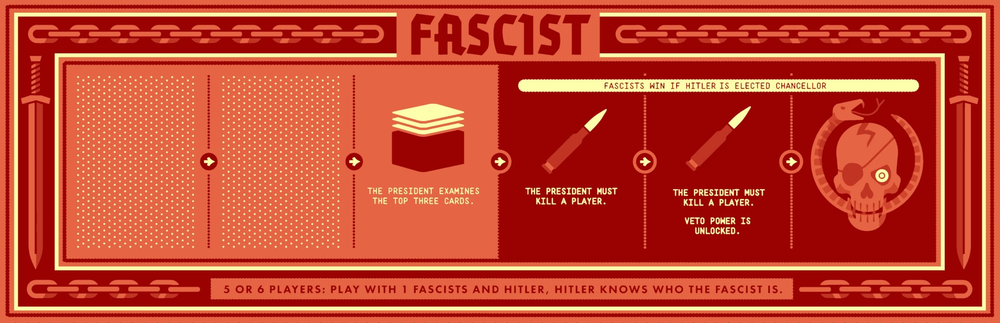 FASCIST
FASCISTS WIN IF HITLER IS ELECTED CHANCELLOR
THE PRESIDENT EXAMINES
THE TOP THREE CARDS.
THE PRESIDENT MUST
KILL A PLAYER.
THE PRESIDENT MUST
KILL A PLAYER.
VETO POWER IS
UNLOCKED.
5 OR 6 PLAYERS: PLAY WITH 1 FASCISTS AND HITLER, HITLER KNOWS WHO THE FASCIST IS.